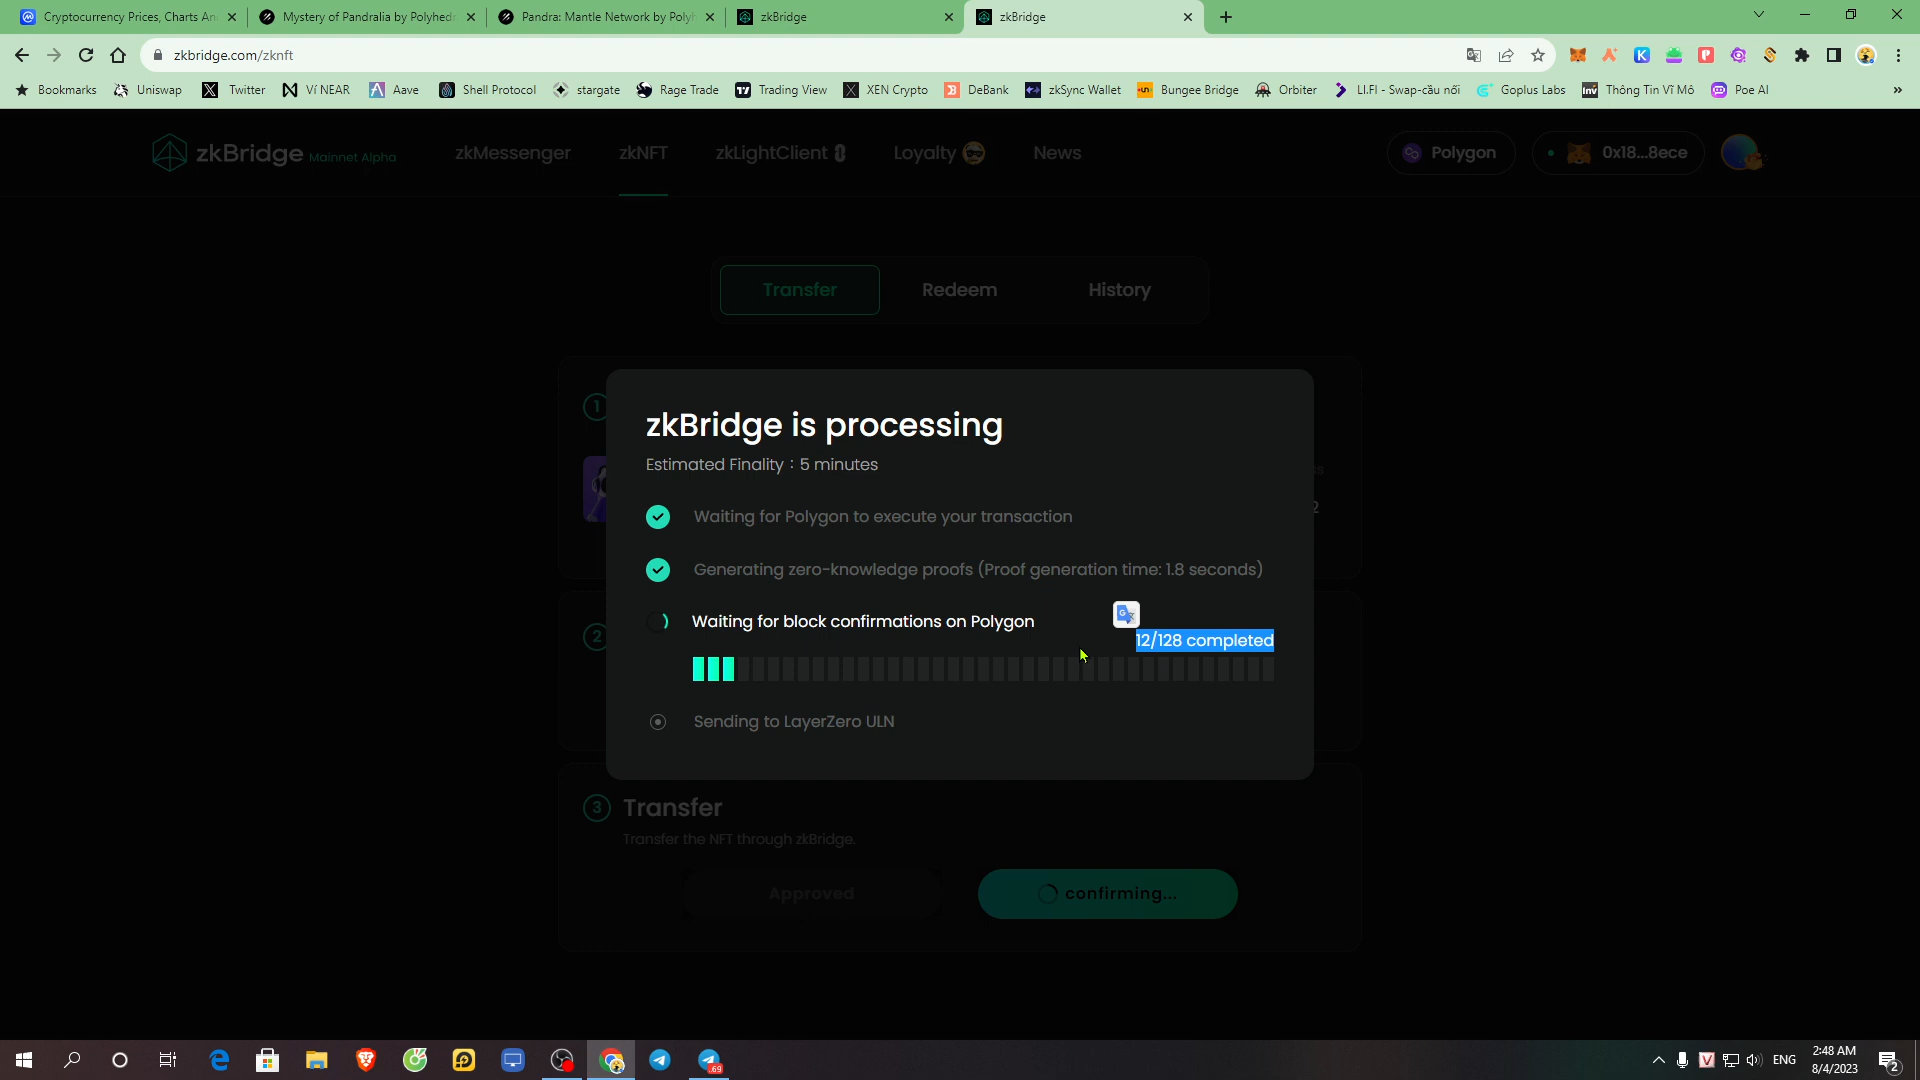 Cryptocurrency Prices, Charts An
Mystery of Pandralia by Polyhedr
Pandra: Mantle Network by Polyh
zkBridge
zkBridge
zkbridge.com/zknft
Bookmarks
Uniswap
Twitter
Ví NEAR
Aave
Shell Protocol
stargate
Rage Trade
Trading View
XEN Crypto
DeBank
zkSync Wallet
Bungee Bridge
Orbiter
LI.FI - Swap-cầu nối
Goplus Labs
Thông Tin Vĩ Mô
Poe AI
zkBridge Mainnet Alpha
zkMessenger
zkNFT
zkLightClient
Loyalty
News
Polygon
0x18...8ece
Transfer
Redeem
History
1
zkBridge is processing
Estimated Finality : 5 minutes
Waiting for Polygon to execute your transaction
Generating zero-knowledge proofs (Proof generation time: 1.8 seconds)
2
Waiting for block confirmations on Polygon
12/128 completed
Sending to LayerZero ULN
3 Transfer
Transfer the NFT through zkBridge.
Approved
confirming...
ENG
2:48 AM
8/4/2023
2